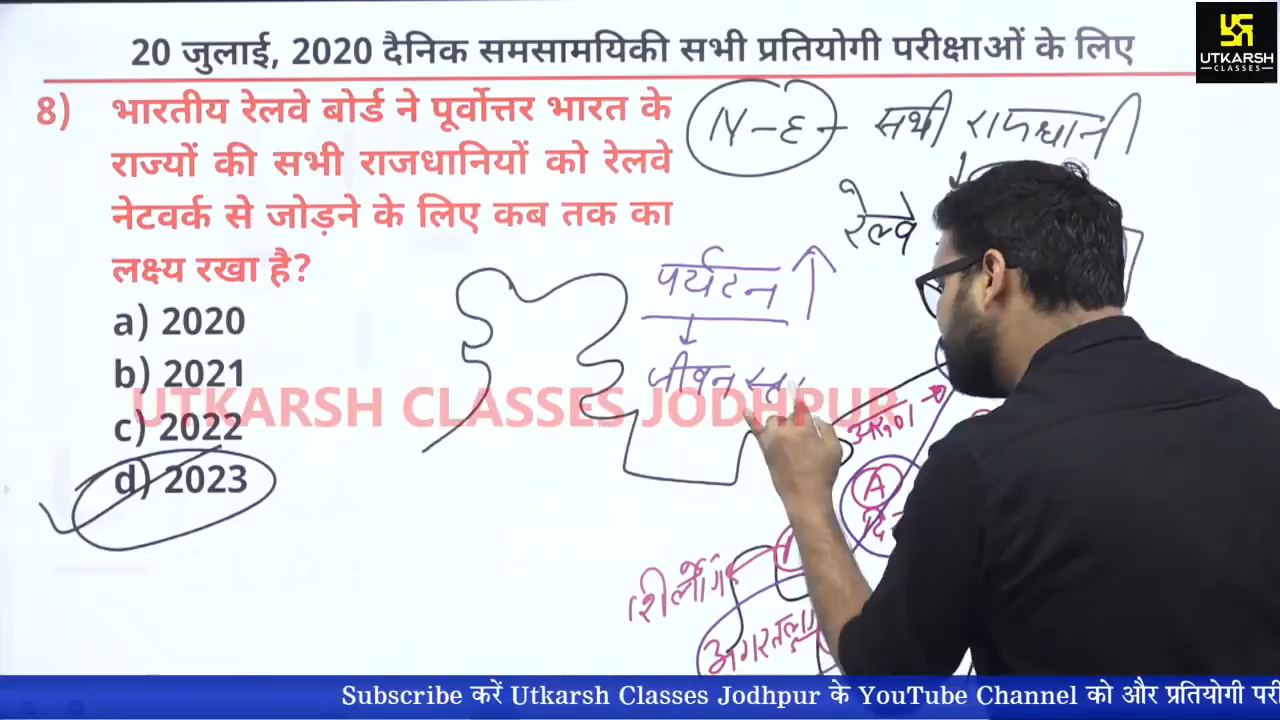 20 जुलाई, 2020 दैनिक समसामयिकी सभी प्रतियोगी परीक्षाओं के लिए
UTKARSH
CLASSES
8) भारतीय रेलवे बोर्ड ने पूर्वोत्तर भारत के
राज्यों की सभी राजधानियों को रेलवे
नेटवर्क से जोड़ने के लिए कब तक का
लक्ष्य रखा है?
a) 2020
b) 2021
c) 2022
d) 2023
N-E- सभी राजधानी
रेल्वे
पर्यटन
जीवन स्त
UTKARSH CLASSES JODHPUR
अरुणा
A
दि
शिलाँग
अगरतला
Subscribe करें Utkarsh Classes Jodhpur के YouTube Channel को और प्रतियोगी परी